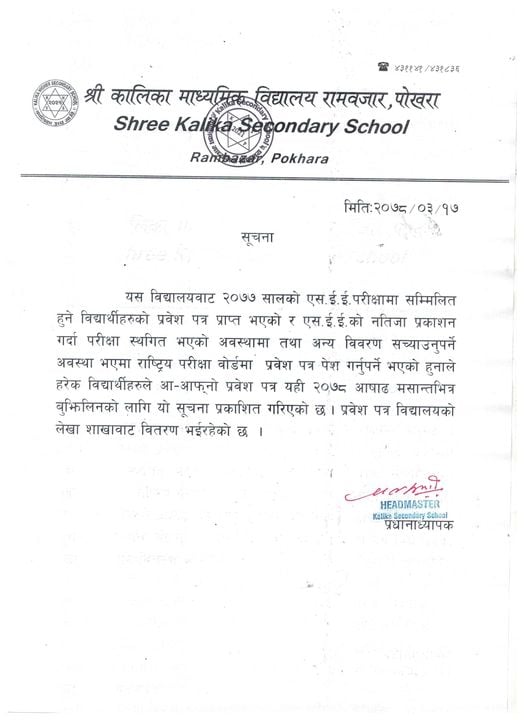 ☎ ४३११४१/४३१८३६
श्री कालिका माध्यमिक विद्यालय रामवजार,पोखरा
Shree Kalika Secondary School
Rambazar, Pokhara
मिति:२०७८/०३/१७
सूचना
यस विद्यालयवाट २०७७ सालको एस.ई.ई.परीक्षामा सम्मिलित
हुने विद्यार्थीहरुको प्रवेश पत्र प्राप्त भएको र एस.ई.ई.को नतिजा प्रकाशन
गर्दा परीक्षा स्थगित भएको अवस्थामा तथा अन्य विवरण सच्याउनुपर्ने
अवस्था भएमा राष्ट्रिय परीक्षा वोर्डमा प्रवेश पत्र पेश गर्नुपर्ने भएको हुनाले
हरेक विद्यार्थीहरुले आ-आफ्नो प्रवेश पत्र यही २०७८ आषाढ मसान्तभित्र
बुझिलिनको लागि यो सूचना प्रकाशित गरिएको छ । प्रवेश पत्र विद्यालयको
लेखा शाखावाट वितरण भईरहेको छ ।
HEADMASTER
Kalika Secondary School
प्रधानाध्यापक